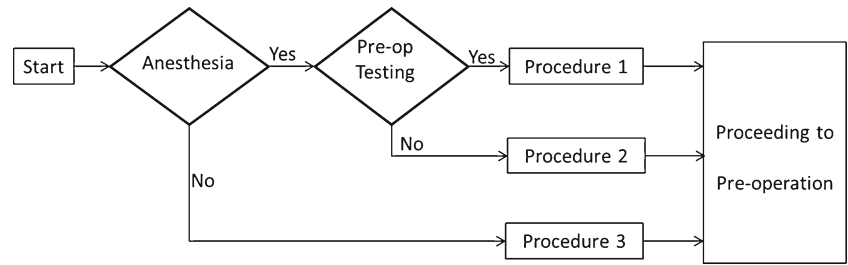 Start
Anesthesia
Yes
Pre-op
Testing
Yes
Procedure 1
No
Procedure 2
No
Procedure 3
Proceeding to
Pre-operation